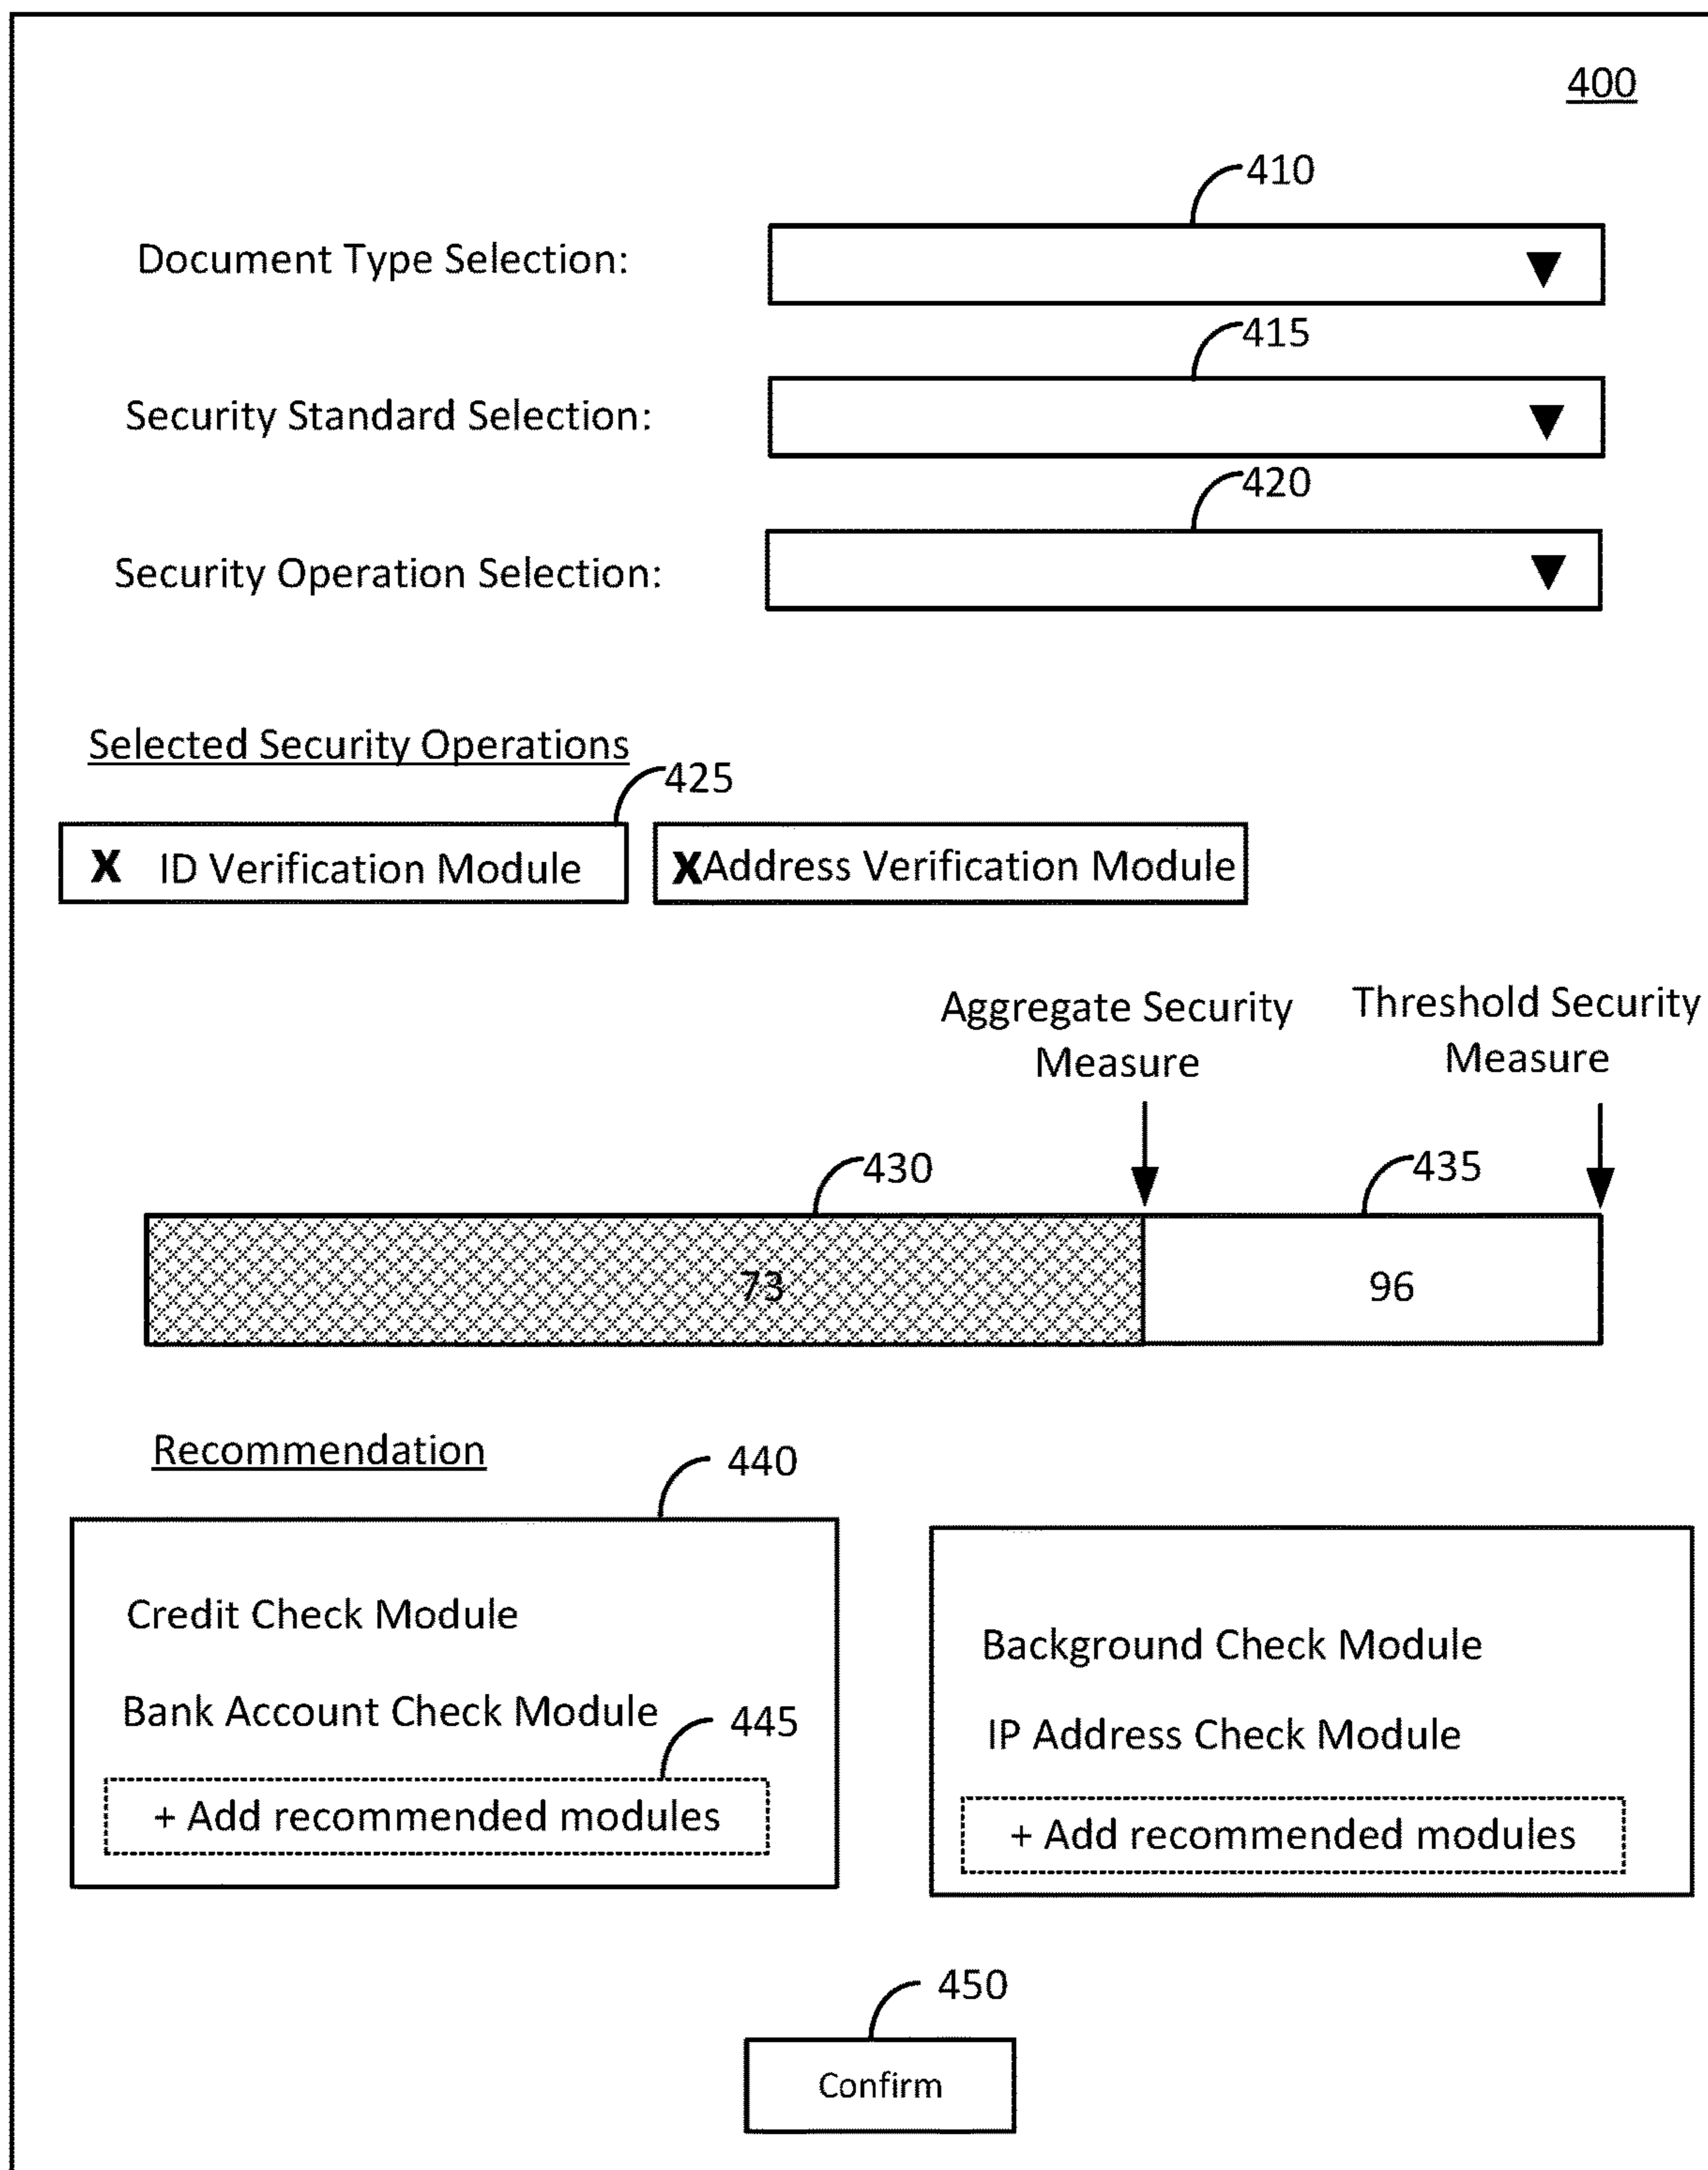 400
410
Document Type Selection:
415
Security Standard Selection:
420
Security Operation Selection:
Selected Security Operations
425
X ID Verification Module
X Address Verification Module
Aggregate Security
Measure
Threshold Security
Measure
430
435
73
96
Recommendation
440
Credit Check Module
Bank Account Check Module
445
+ Add recommended modules
Background Check Module
IP Address Check Module
+ Add recommended modules
450
Confirm